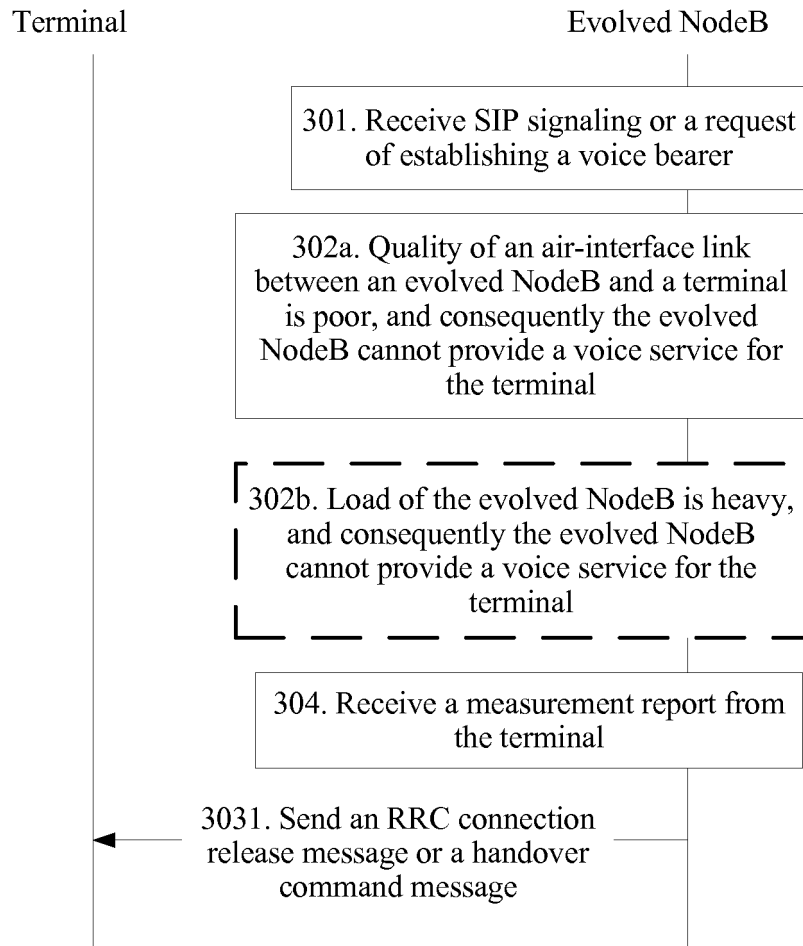 Terminal
Evolved NodeB
301. Receive SIP signaling or a request
of establishing a voice bearer
302a. Quality of an air-interface link
between an evolved NodeB and a terminal
is poor, and consequently the evolved
NodeB cannot provide a voice service for
the terminal
302b. Load of the evolved NodeB is heavy,
and consequently the evolved NodeB
cannot provide a voice service for the
terminal
304. Receive a measurement report from
the terminal
3031. Send an RRC connection
release message or a handover
command message